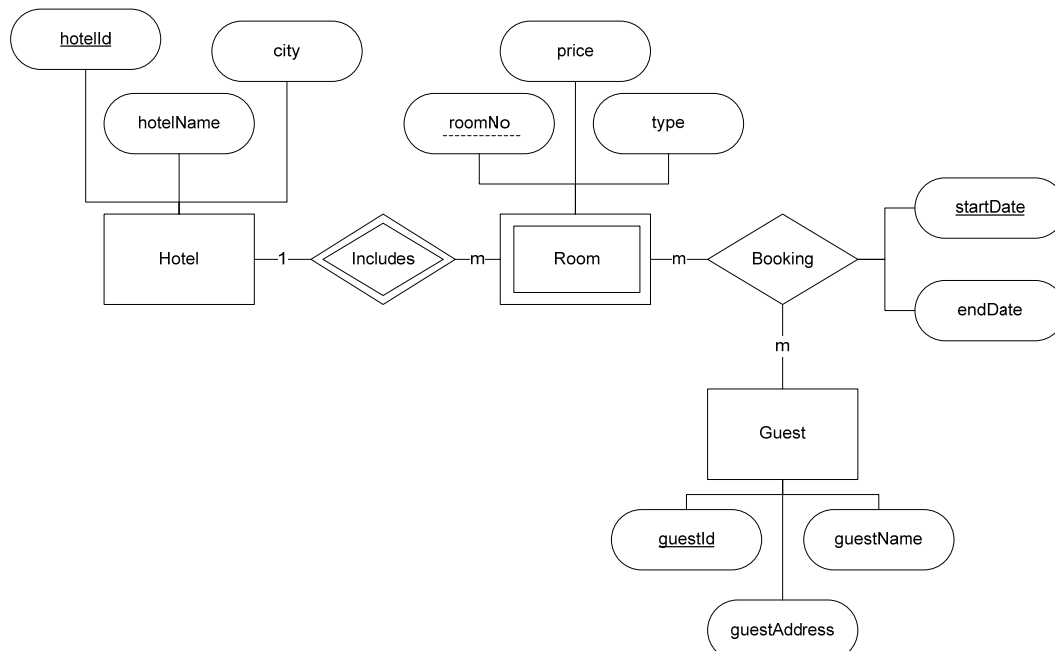 hotelId
city
price
hotelName
roomNo
type
startDate
Hotel
1
Includes
m
Room
m
Booking
endDate
m
Guest
guestId
guestName
guestAddress